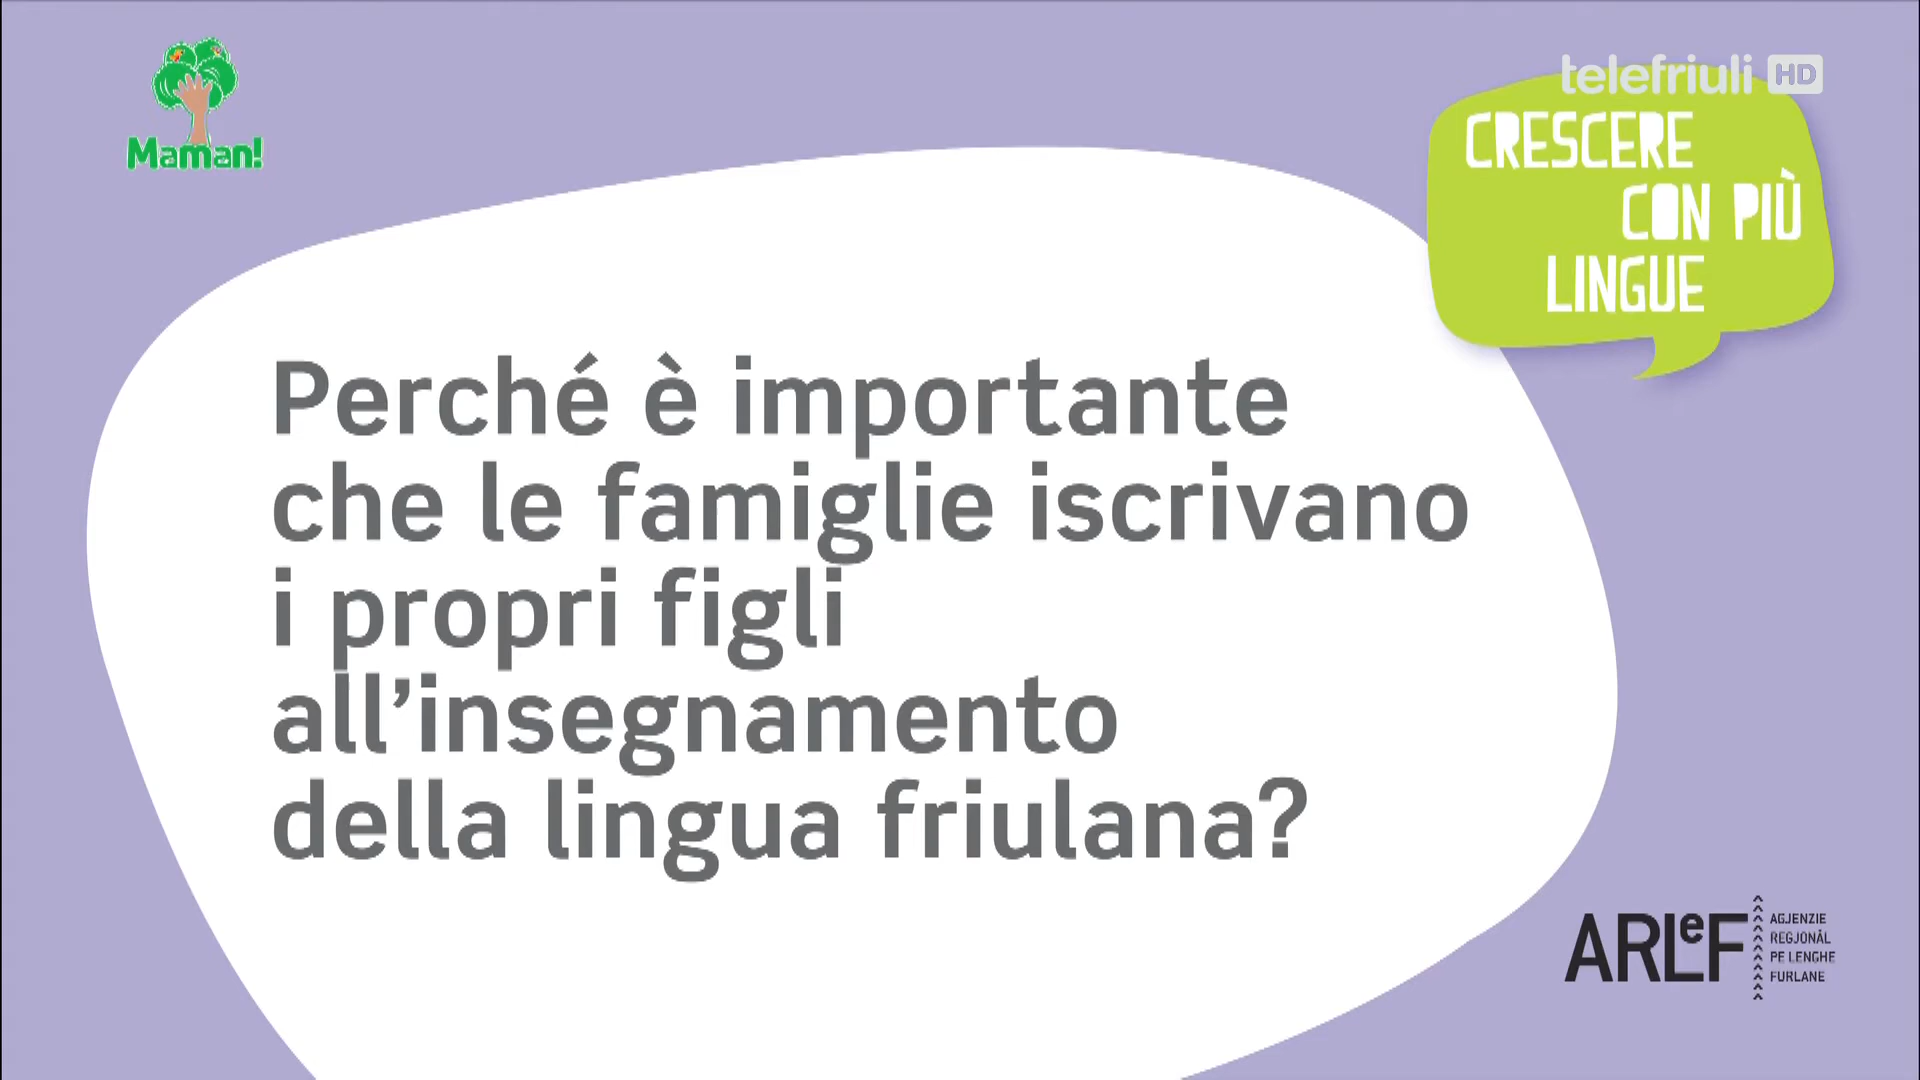 Maman!
telefriuli HD
CRESCERE
CON PIÙ
LINGUE
Perché è importante
che le famiglie iscrivano
i propri figli
all’insegnamento
della lingua friulana?
ARLeF
AGJENZIE
REGJONÂL
PE LENGHE
FURLANE